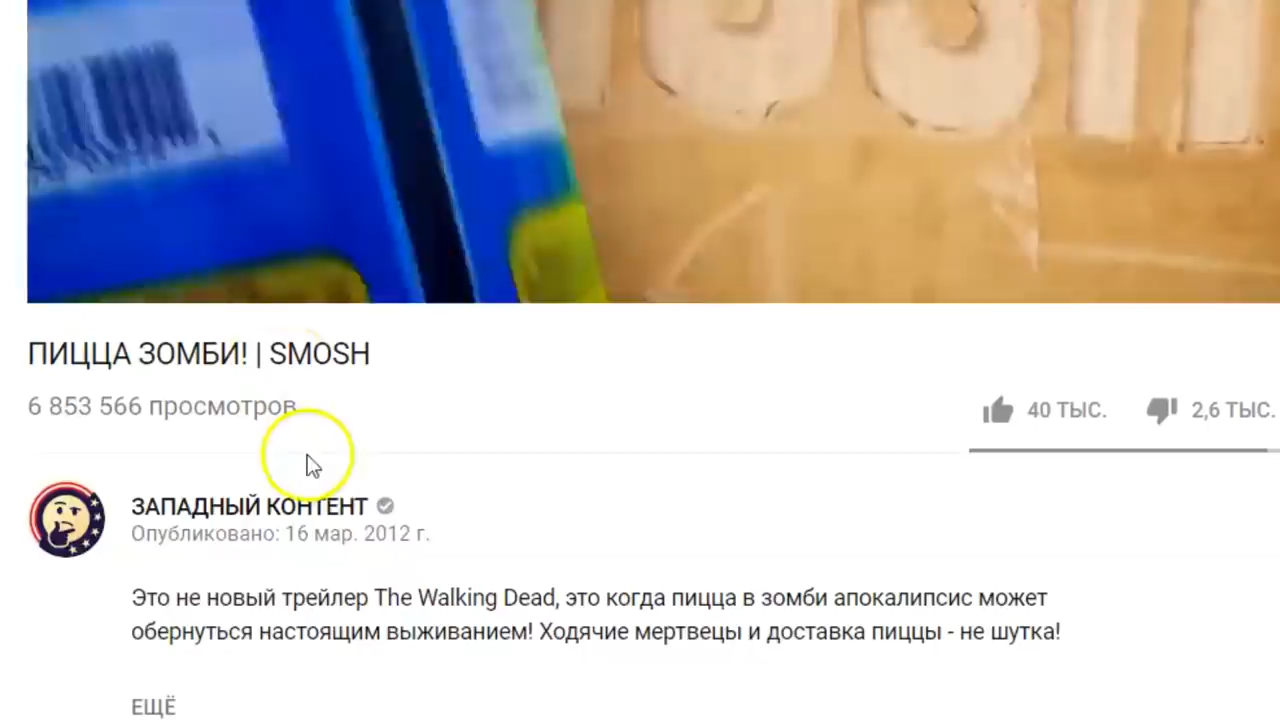 ПИЦЦА ЗОМБИ! | SMOSH
6 853 566 просмотров
40 ТЫС. 2,6 ТЫС.
ЗАПАДНЫЙ КОНТЕНТ
Опубликовано: 16 мар. 2012 г.
Это не новый трейлер The Walking Dead, это когда пицца в зомби апокалипсис может
обернуться настоящим выживанием! Ходячие мертвецы и доставка пиццы - не шутка!
ЕЩЁ